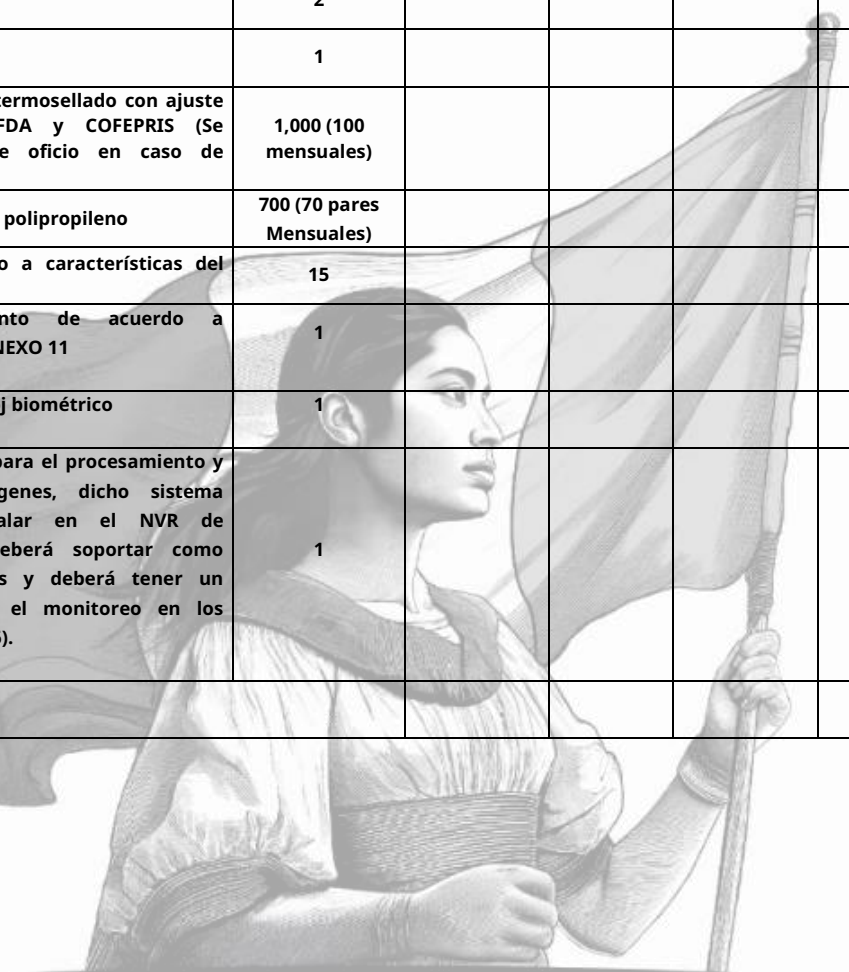 2
1
termosellado con ajuste
FDA y COFEPRIS (Se
e oficio en caso de
1,000 (100
mensuales)
polipropileno
700 (70 pares
Mensuales)
o a características del
15
nto de acuerdo a
NEXO 11
1
j biométrico
1
para el procesamiento y
genes, dicho sistema
alar en el NVR de
eberá soportar como
s y deberá tener un
el monitoreo en los
).
1